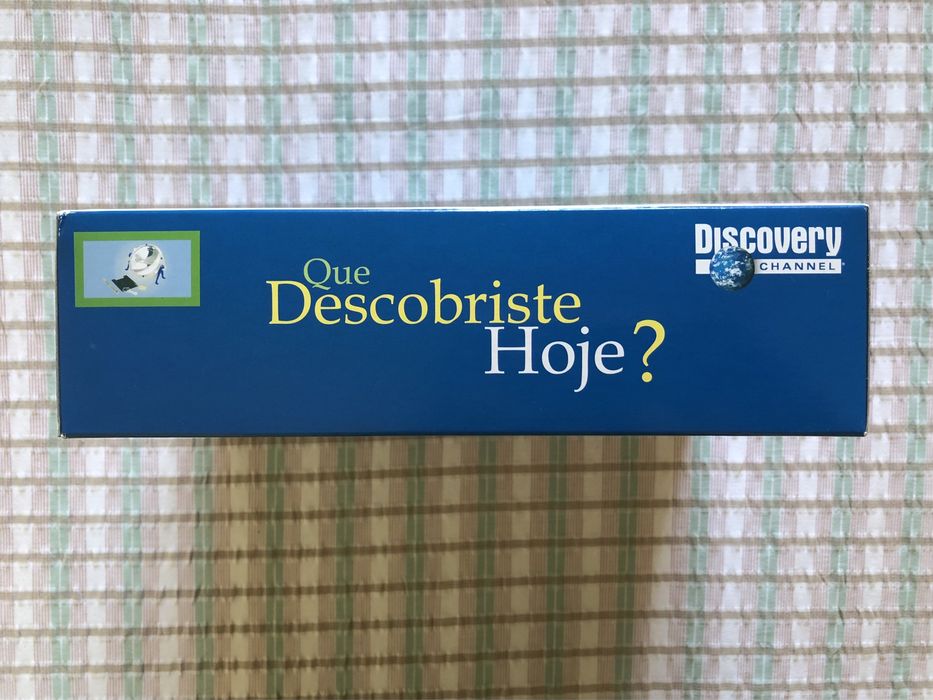 Que
Descobriste
Hoje?
Discovery
CHANNEL